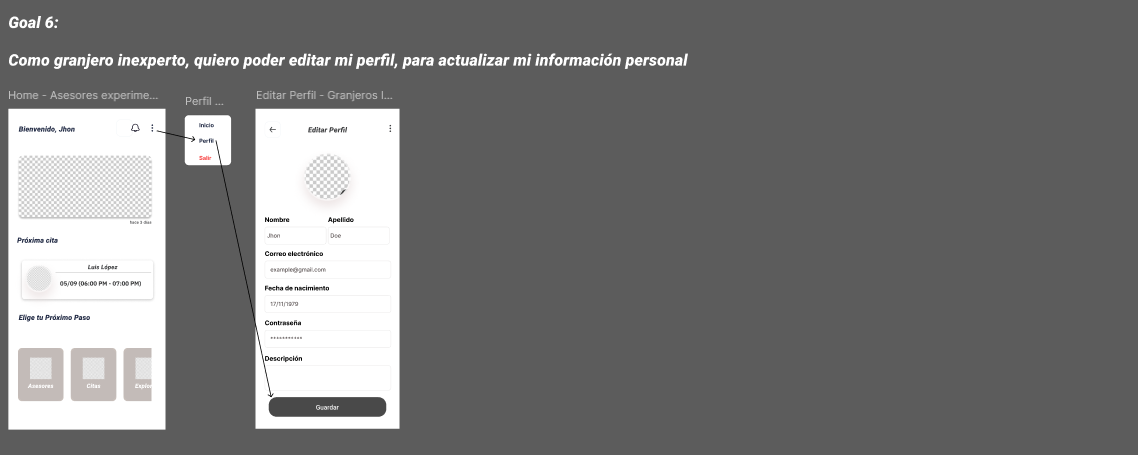 Goal 6:
Como granjero inexperto, quiero poder editar mi perfil, para actualizar mi información personal
Home - Asesores experime...
Bienvenido, Jhon
hace 2 días
Próxima cita
Luis López
05/09 (06:00 PM - 07:00 PM)
Elige tu Próximo Paso
Asesores
Citas
Explor
Perfil ...
Inicio
Perfil
Salir
Editar Perfil - Granjeros I...
Editar Perfil
Nombre
Apellido
Jhon
Doe
Correo electrónico
example@gmail.com
Fecha de nacimiento
17/11/1979
Contraseña
***********
Descripción
Guardar